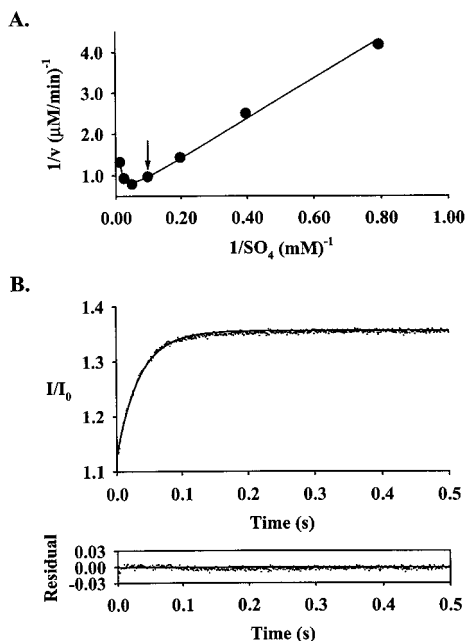 A.
4.0
3.0
2.0
1.0
1/v (μM/min)⁻¹
0.00 0.20 0.40 0.60 0.80 1.00
1/SO₄ (mM)⁻¹
B.
1.4
1.3
1.2
1.1
I/I₀
0.0 0.1 0.2 0.3 0.4 0.5
Time (s)
Residual
0.03
0.00
-0.03
0.0 0.1 0.2 0.3 0.4 0.5
Time (s)